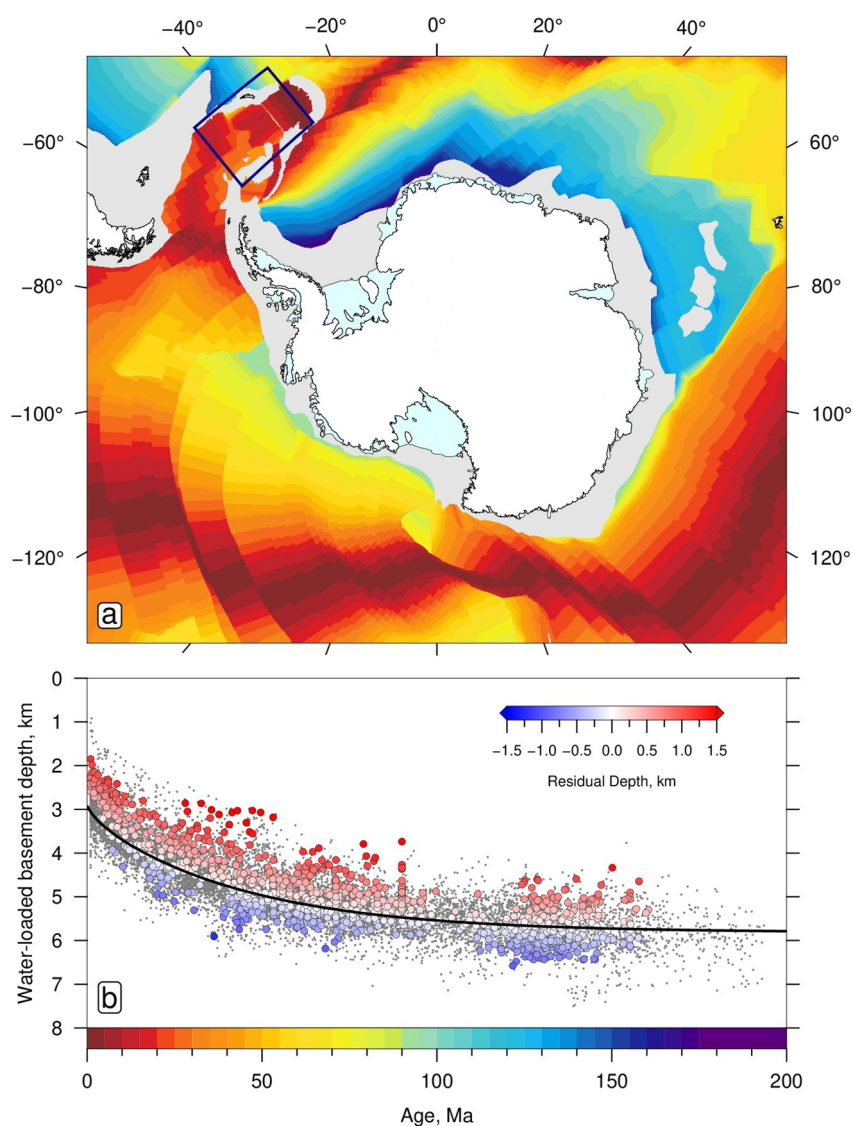 −40° −20° 0° 20° 40°
−60° 60°
−80° 80°
−100° 100°
−120° 120°
a
0
1
2
3
4
5
6
7
8
Water-loaded basement depth, km
−1.5 −1.0 −0.5 0.0 0.5 1.0 1.5
Residual Depth, km
b
0 50 100 150 200
Age, Ma